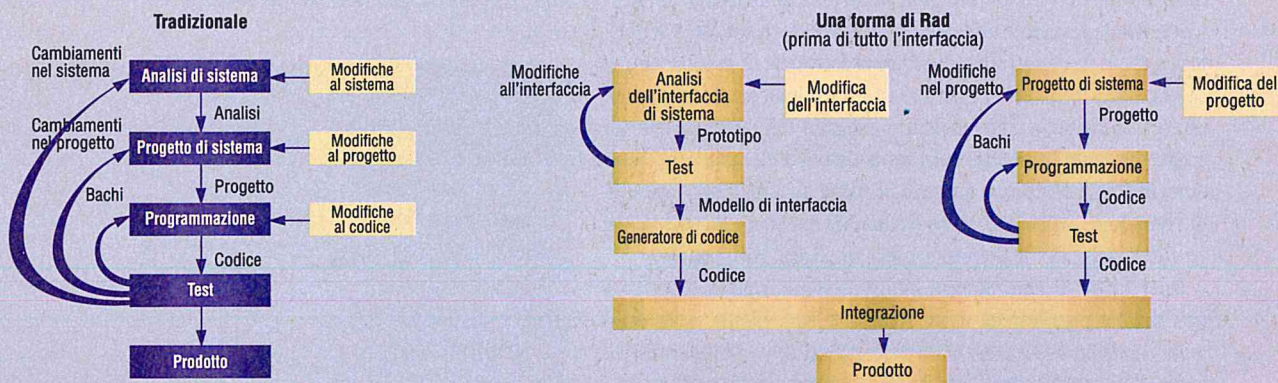 Tradizionale
Cambiamenti
nel sistema
Analisi di sistema
Modifiche
al sistema
Analisi
Cambiamenti
nel progetto
Progetto di sistema
Modifiche
al progetto
Progetto
Bachi
Programmazione
Modifiche
al codice
Codice
Test
Prodotto
Una forma di Rad
(prima di tutto l'interfaccia)
Modifiche
all'interfaccia
Analisi
dell'interfaccia
di sistema
Modifica
dell'interfaccia
Prototipo
Test
Modello di interfaccia
Generatore di codice
Codice
Modifiche
nel progetto
Progetto di sistema
Modifica del
progetto
Progetto
Bachi
Programmazione
Codice
Test
Codice
Integrazione
Prodotto